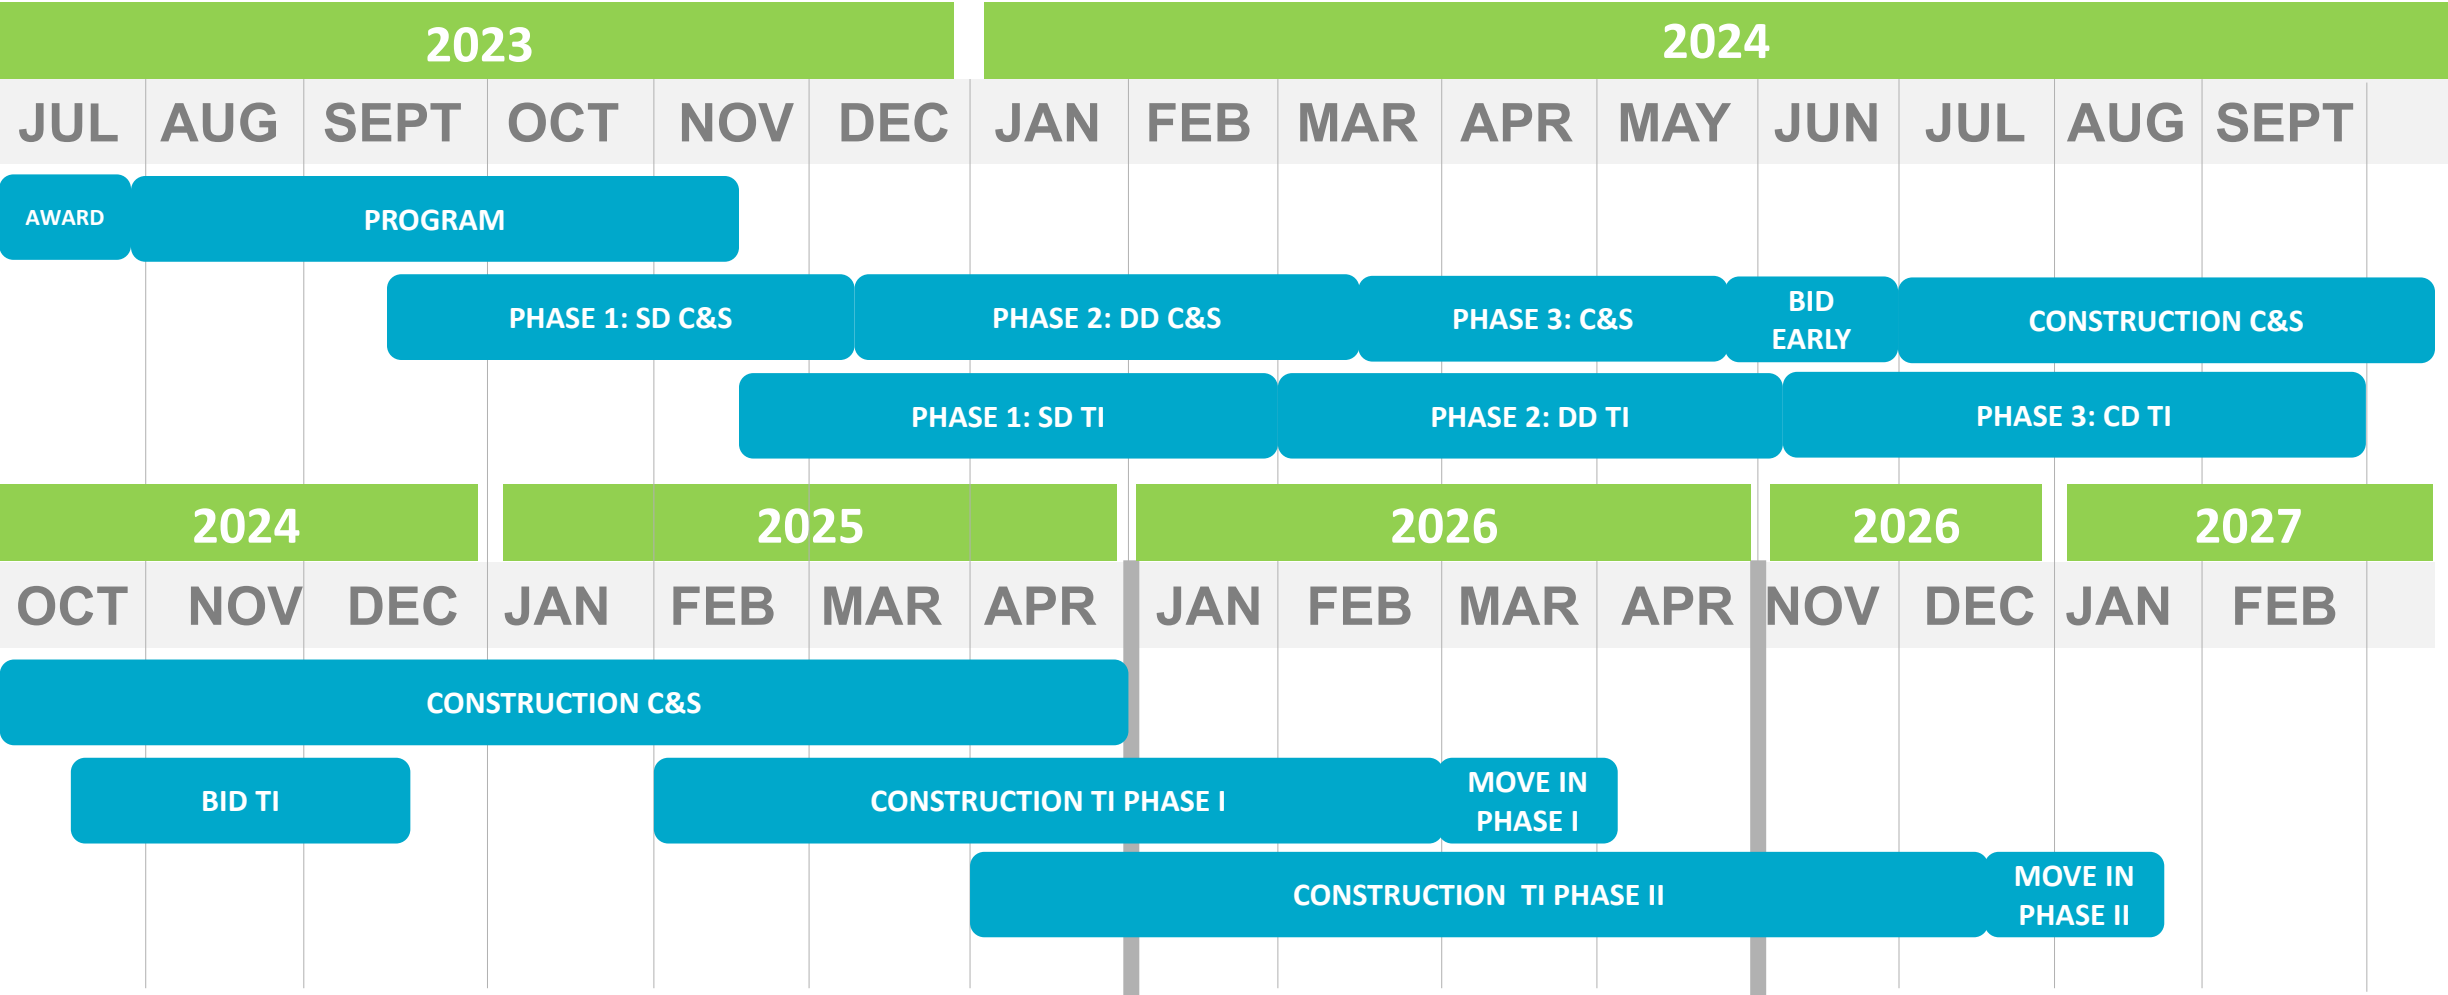 2023 2024
JUL AUG SEPT OCT NOV DEC JAN FEB MAR APR MAY JUN JUL AUG SEPT
AWARD PROGRAM
PHASE 1: SD C&S PHASE 2: DD C&S PHASE 3: C&S BID
EARLY CONSTRUCTION C&S
PHASE 1: SD TI PHASE 2: DD TI PHASE 3: CD TI
2024 2025 2026 2026 2027
OCT NOV DEC JAN FEB MAR APR JAN FEB MAR APR NOV DEC JAN FEB
CONSTRUCTION C&S
BID TI CONSTRUCTION TI PHASE I MOVE IN
PHASE I
CONSTRUCTION TI PHASE II MOVE IN
PHASE II